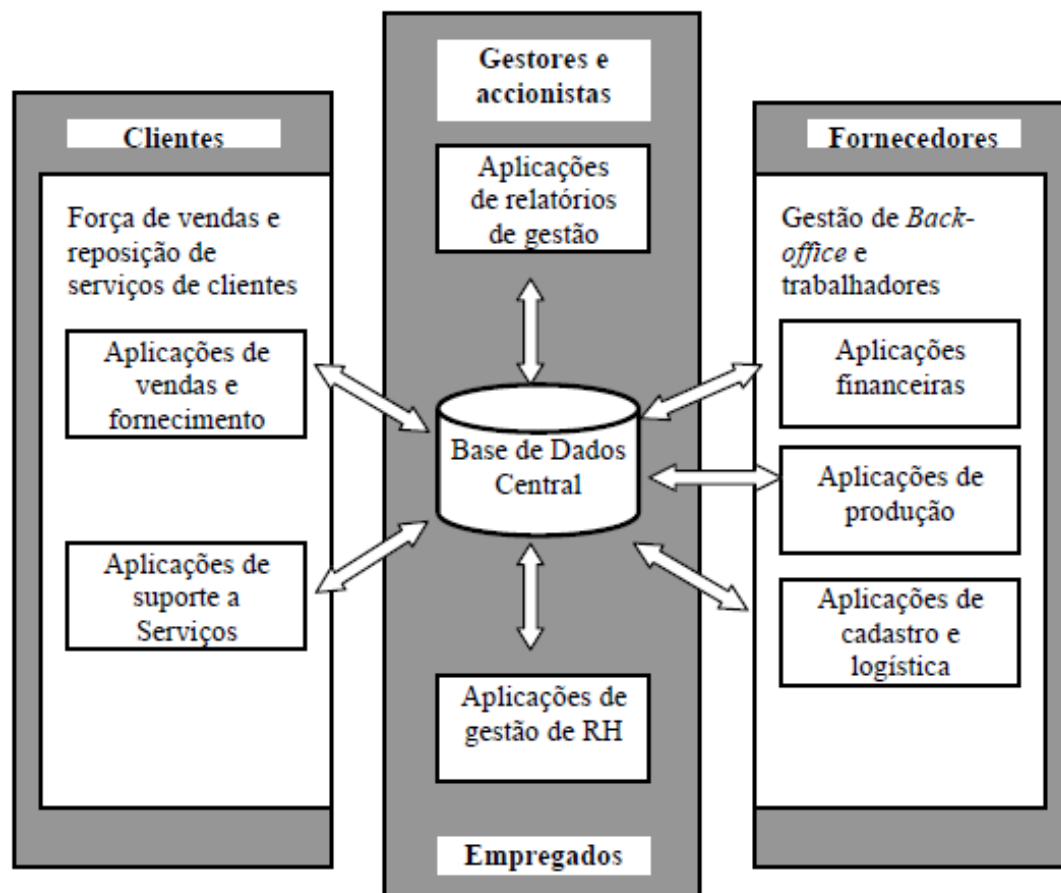 Clientes
Força de vendas e
reposição de
serviços de clientes
Aplicações de
vendas e
fornecimento
Aplicações de
suporte a
Serviços
Gestores e
accionistas
Aplicações
de relatórios
de gestão
Base de Dados
Central
Aplicações de
gestão de RH
Empregados
Fornecedores
Gestão de Back-
office e
trabalhadores
Aplicações
financeiras
Aplicações de
produção
Aplicações de
cadastro e
logística